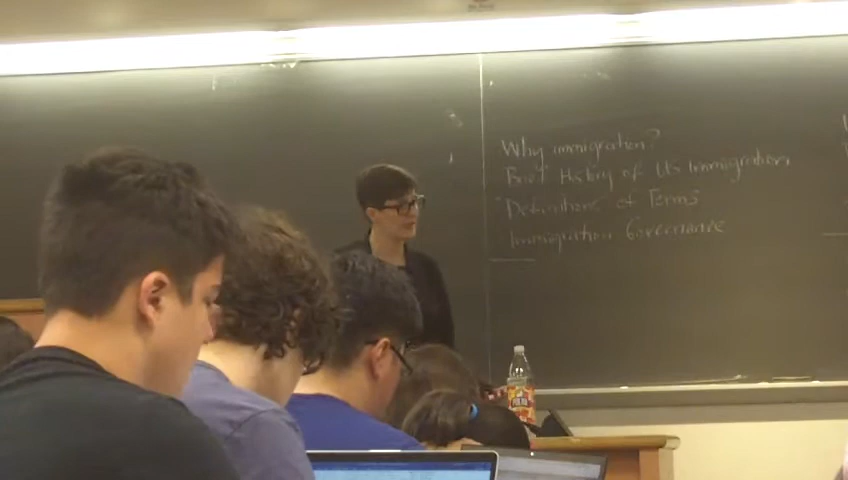 Why immigration?
Brief History of US Immigration
"Definitions" of Terms
Immigration Governance